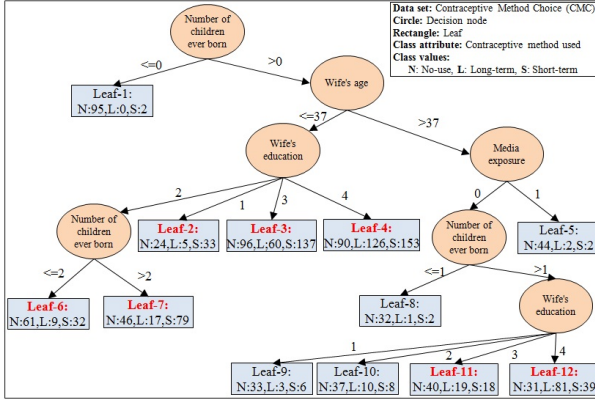 Data set: Contraceptive Method Choice (CMC)
Circle: Decision node
Rectangle: Leaf
Class attribute: Contraceptive method used
Class values:
N: No-use, L: Long-term, S: Short-term
Number of
children
ever born
<=0
>0
Leaf-1:
N:95,L:0,S:2
Wife's age
<=37
>37
Wife's
education
Media
exposure
2
1
3
4
0
1
Number of
children
ever born
Leaf-2:
N:24,L:5,S:33
Leaf-3:
N:96,L;60,S:137
Leaf-4:
N:90,L:126,S:153
Number of
children
ever born
Leaf-5:
N:44,L:2,S:2
<=2
>2
<=1
>1
Leaf-6:
N:61,L:9,S:32
Leaf-7:
N:46,L:17,S:79
Leaf-8:
N:32,L:1,S:2
Wife's
education
1
2
3
4
Leaf-9:
N:33,L:3,S:6
Leaf-10:
N:37,L:10,S:8
Leaf-11:
N:40,L:19,S:18
Leaf-12:
N:31,L:81,S:39